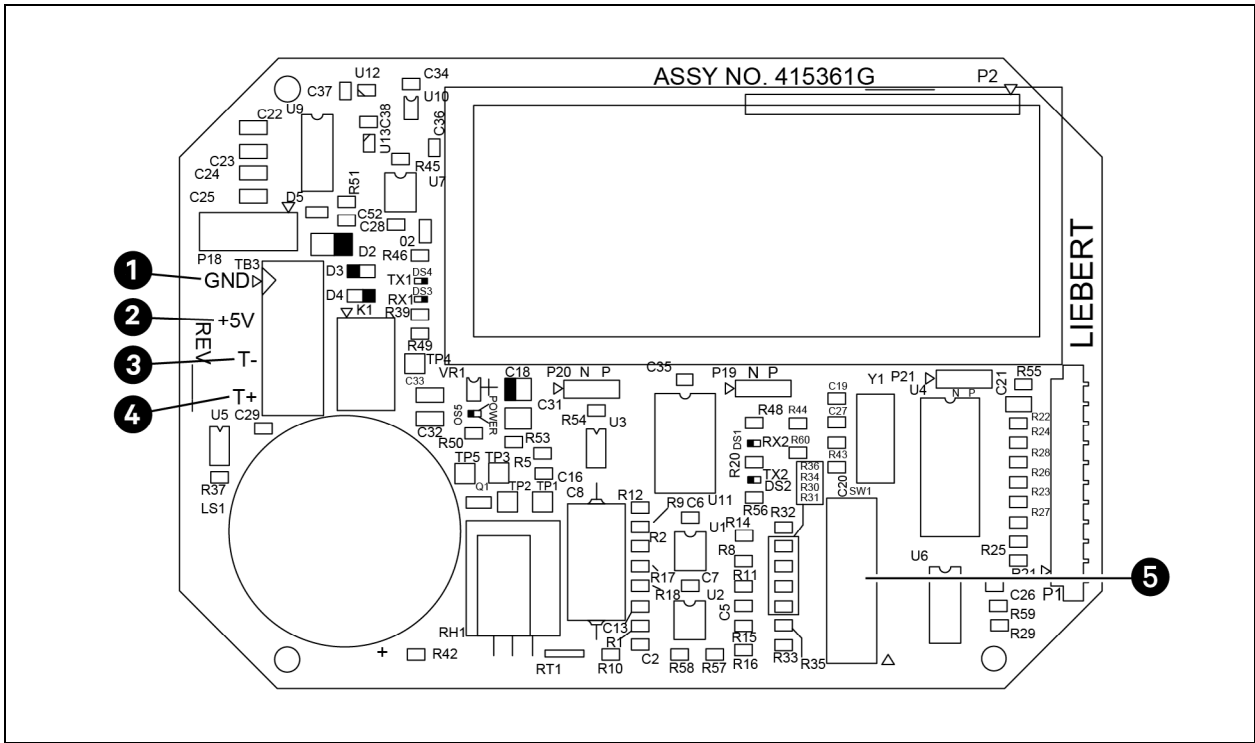 ASSY NO. 415361G
P2
U12
C34
C37
U10
C22
U9
U13
C38
C36
C23
C24
R45
U7
C25
D5
R51
C52
C28
02
P18
TB3
D2
R46
1
GND
D3
DS4
TX1
DS3
D4
RX1
2
+5V
K1
R39
REV
LIEBERT
3
T-
R49
TP4
4
T+
C33
VR1
C18
P20
N P
C35
P19
N P
Y1
P21
R55
U4
N P
C21
C19
C31
OS5
POWER
R54
U3
R48
R44
C27
R22
R24
U5
C29
C32
R50
R53
DS1
RX2
R60
R28
R5
R20
R43
R26
TP5
TP3
C16
TX2
DS2
R36
R34
R30
R31
C20
R37
LS1
Q1
TP2
TP1
C8
R12
R9
C6
U11
R56
SW1
R23
R27
R2
U1
R14
R32
R8
R25
U6
5
R17
C7
R11
R21
P1
R18
U2
C26
C5
R59
RH1
C13
R1
R15
R29
+
R42
RT1
R10
C2
R58
R57
R16
R33
R35